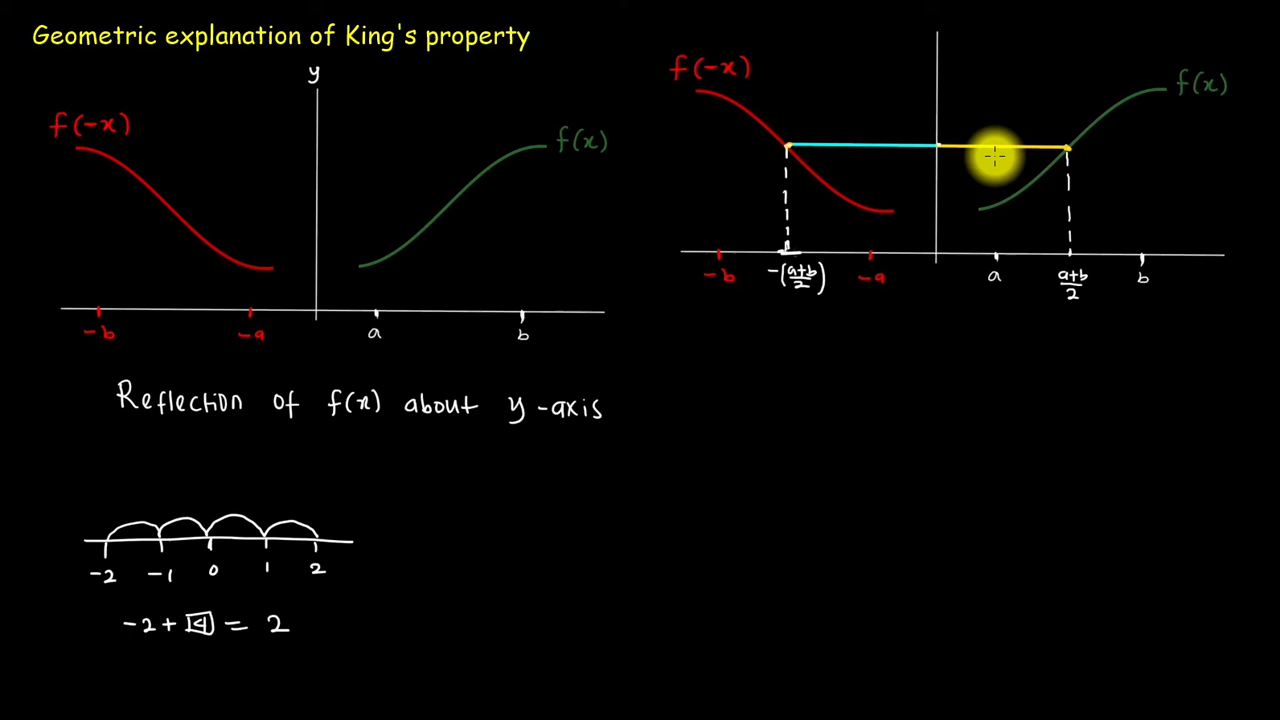 Geometric explanation of King's property
y
f(-x)
f(x)
-b -a a b
Reflection of f(x) about y-axis
-2 -1 0 1 2
-2 + 4 = 2
f(-x)
f(x)
-b -(a+b/2) -a a a+b/2 b